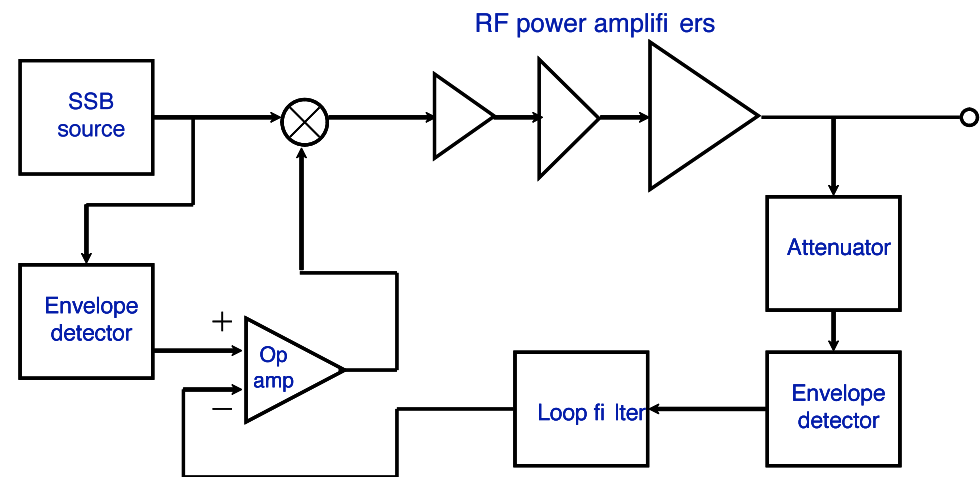 RF power amplifi ers
SSB
source
Attenuator
Envelope
detector
+
Op
amp
−
Loop fi lter
Envelope
detector